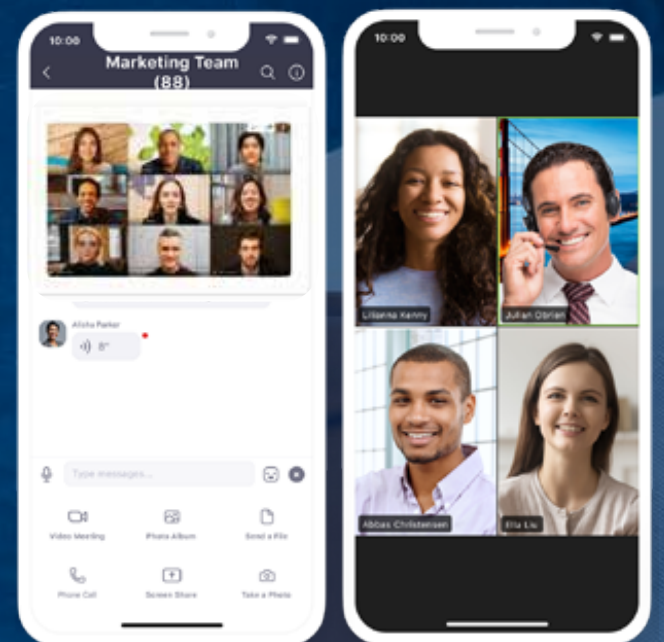 10:00
Marketing Team
(88)
Alisha Parker
8"
Type messages...
Video Meeting
Photo Album
Send a File
Phone Call
Screen Share
Take a Photo
10:00
Lilianna Kenny
Julian Obrien
Abbas Christensen
Ella Liu